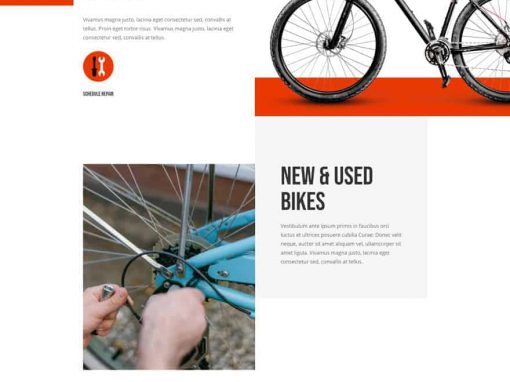 Vivamus magna justo, lacinia eget consectetur sed, convallis at
tellus. Proin eget tortor risus. Vivamus magna justo, lacinia eget
consectetur sed, convallis at tellus.
SCHEDULE REPAIR
NEW & USED
BIKES
Vestibulum ante ipsum primis in faucibus orci
luctus et ultrices posuere cubilia Curae; Donec velit
neque, auctor sit amet aliquam vel, ullamcorper sit
amet ligula. Vivamus magna justo, lacinia eget
consectetur sed, convallis at tellus.